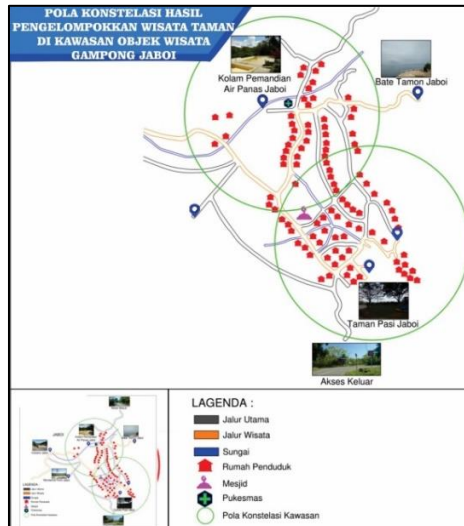 POLA KONSTELASI HASIL
PENGELOMPOKKAN WISATA TAMAN
DI KAWASAN OBJEK WISATA
GAMPONG JABOI
Kolam Pemandian
Air Panas Jaboi
Bate Tamon Jaboi
Taman Pasi Jaboi
Akses Keluar
LAGENDA :
Jalur Utama
Jalur Wisata
Sungai
Rumah Penduduk
Mesjid
Pukesmas
Pola Konstelasi Kawasan